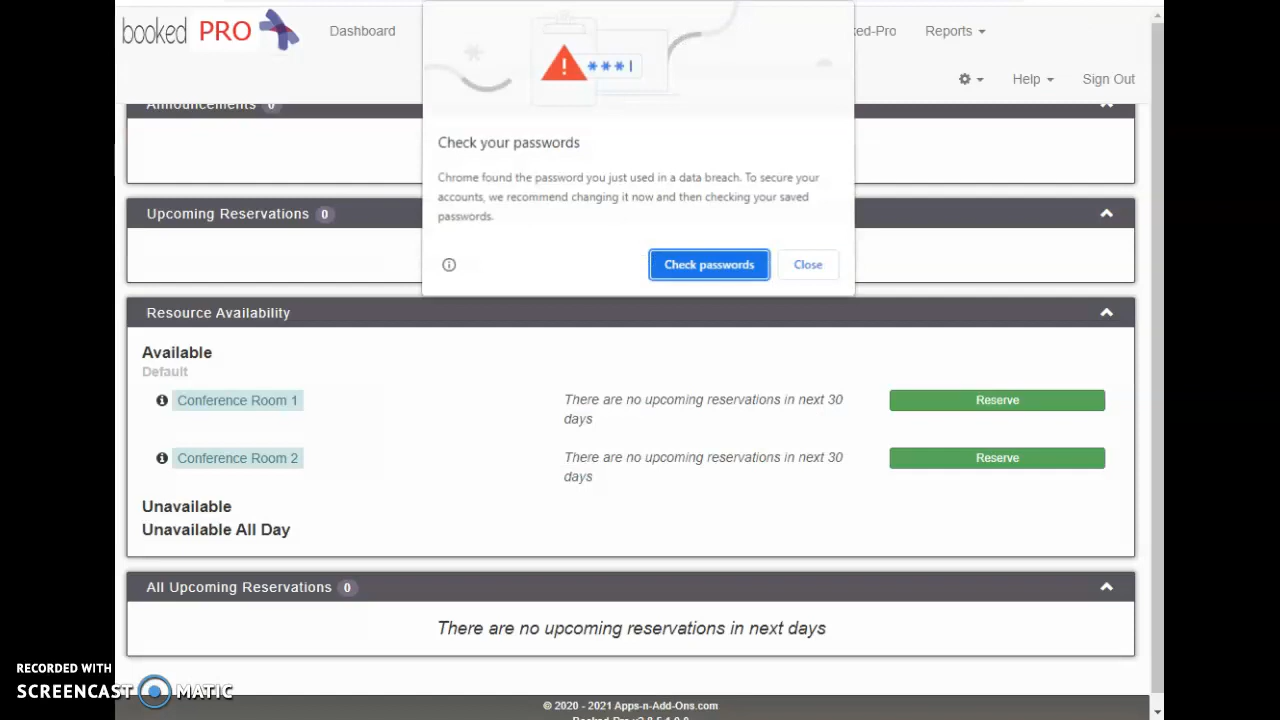 booked PRO
Dashboard
ked-Pro
Reports
Help
Sign Out
***
Check your passwords
Chrome found the password you just used in a data breach. To secure your
accounts, we recommend changing it now and then checking your saved
passwords.
Check passwords
Close
Announcements 0
Upcoming Reservations 0
Resource Availability
Available
Default
Conference Room 1
There are no upcoming reservations in next 30
days
Reserve
Conference Room 2
There are no upcoming reservations in next 30
days
Reserve
Unavailable
Unavailable All Day
All Upcoming Reservations 0
There are no upcoming reservations in next days
RECORDED WITH
SCREENCAST MATIC
© 2020 - 2021 Apps-n-Add-Ons.com